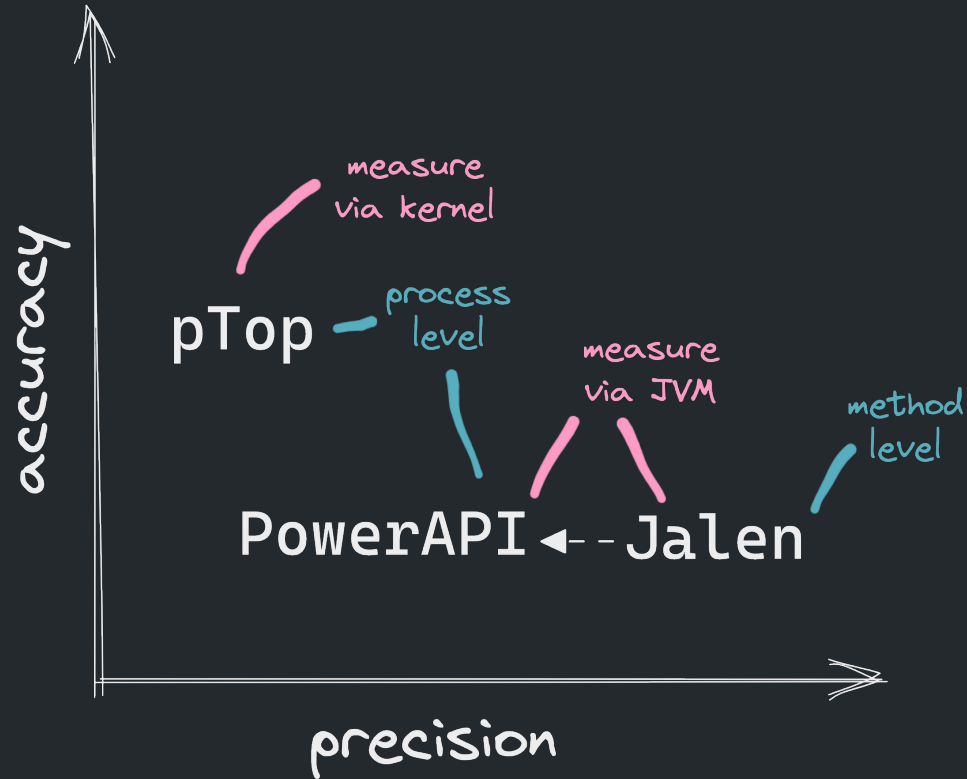 measure
via kernel
pTop
process
level
measure
via JVM
method
level
PowerAPI
Jalen
accuracy
precision